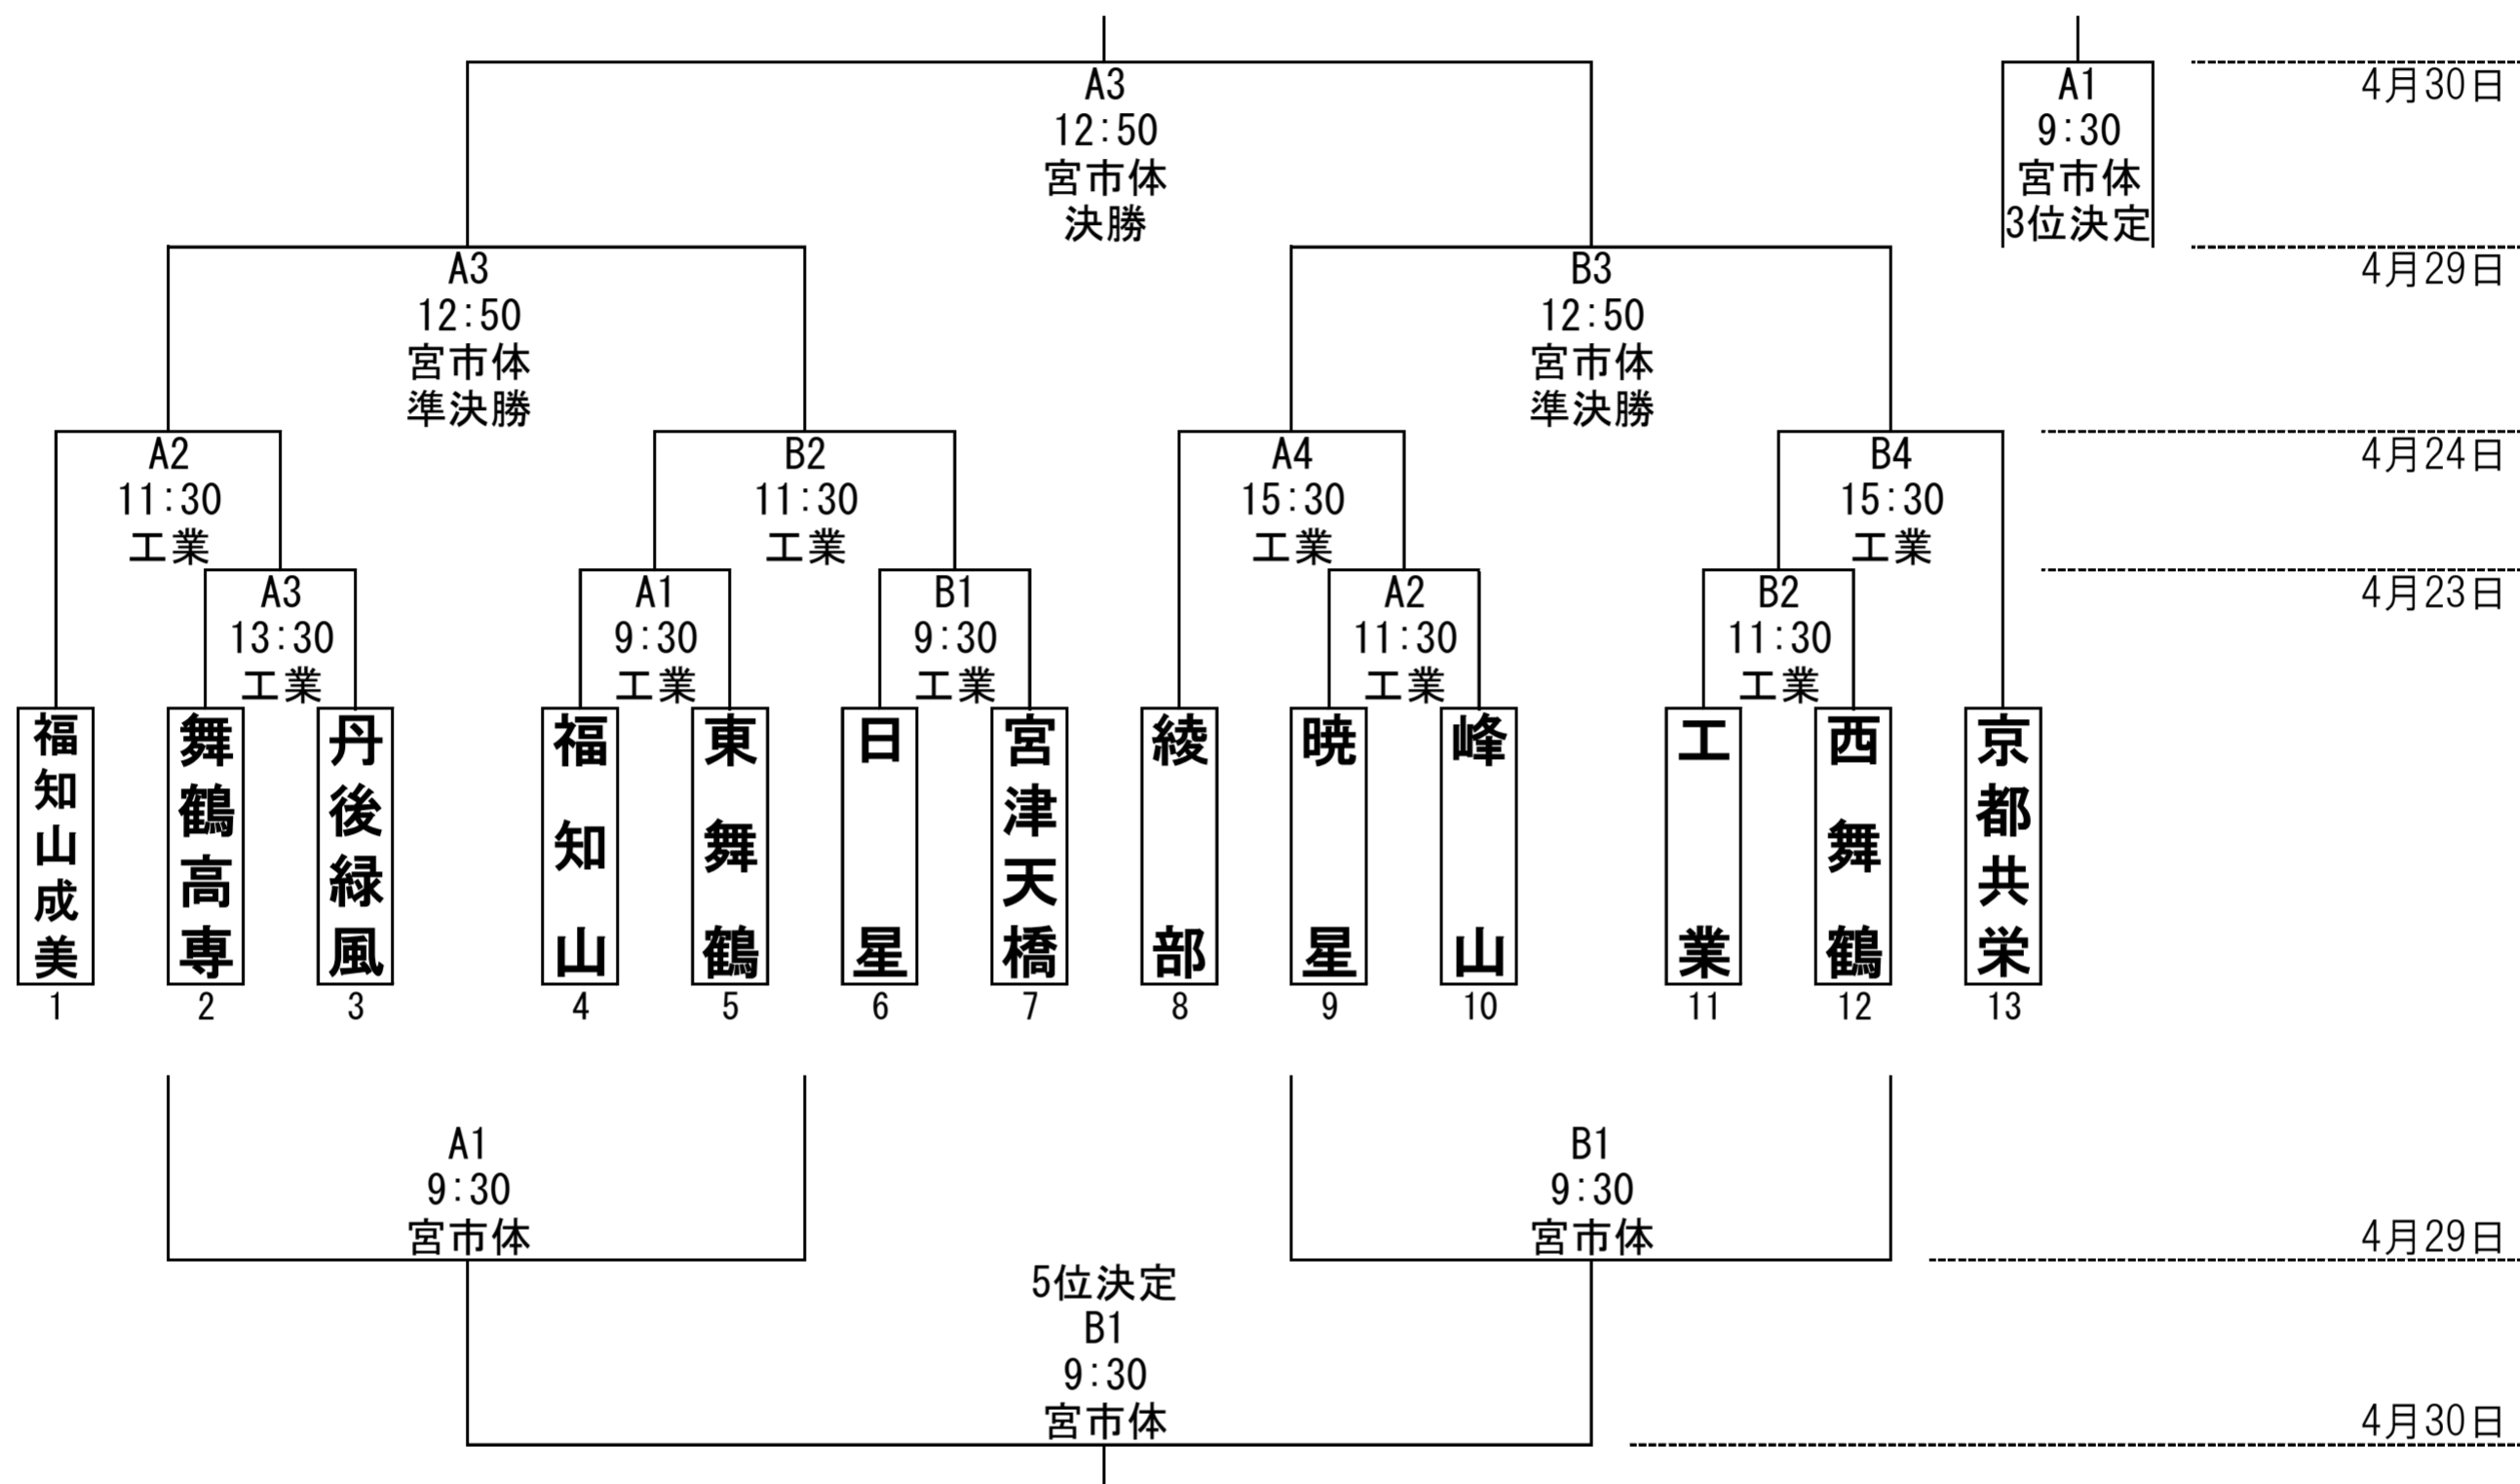 A3
12:50
宮市体
決勝
A1
9:30
宮市体
3位決定
4月30日
A3
12:50
宮市体
準決勝
B3
12:50
宮市体
準決勝
4月29日
A2
11:30
工業
B2
11:30
工業
A4
15:30
工業
B4
15:30
工業
4月24日
A3
13:30
工業
A1
9:30
工業
B1
9:30
工業
A2
11:30
工業
B2
11:30
工業
4月23日
福知山成美
舞鶴高専
丹後緑風
福知山
東舞鶴
日星
宮津天橋
綾部
暁星
峰山
工業
西舞鶴
京都共栄
1 2 3 4 5 6 7 8 9 10 11 12 13
A1
9:30
宮市体
B1
9:30
宮市体
4月29日
5位決定
B1
9:30
宮市体
4月30日